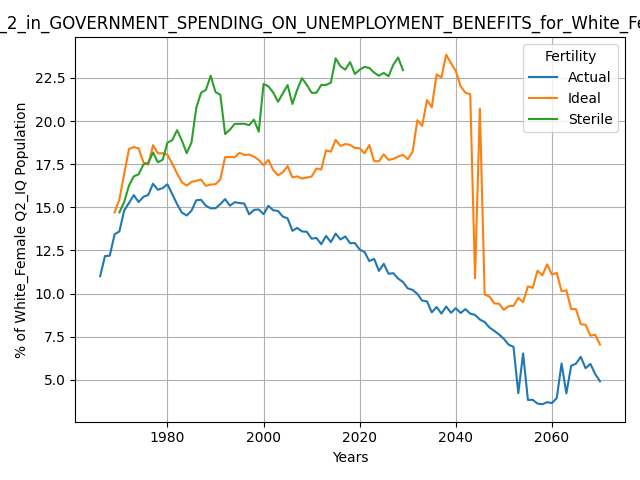 _2_in_GOVERNMENT_SPENDING_ON_UNEMPLOYMENT_BENEFITS_for_White_Fe
% of White_Female Q2_IQ Population
22.5
20.0
17.5
15.0
12.5
10.0
7.5
5.0
Fertility
Actual
Ideal
Sterile
1980
2000
2020
2040
2060
Years